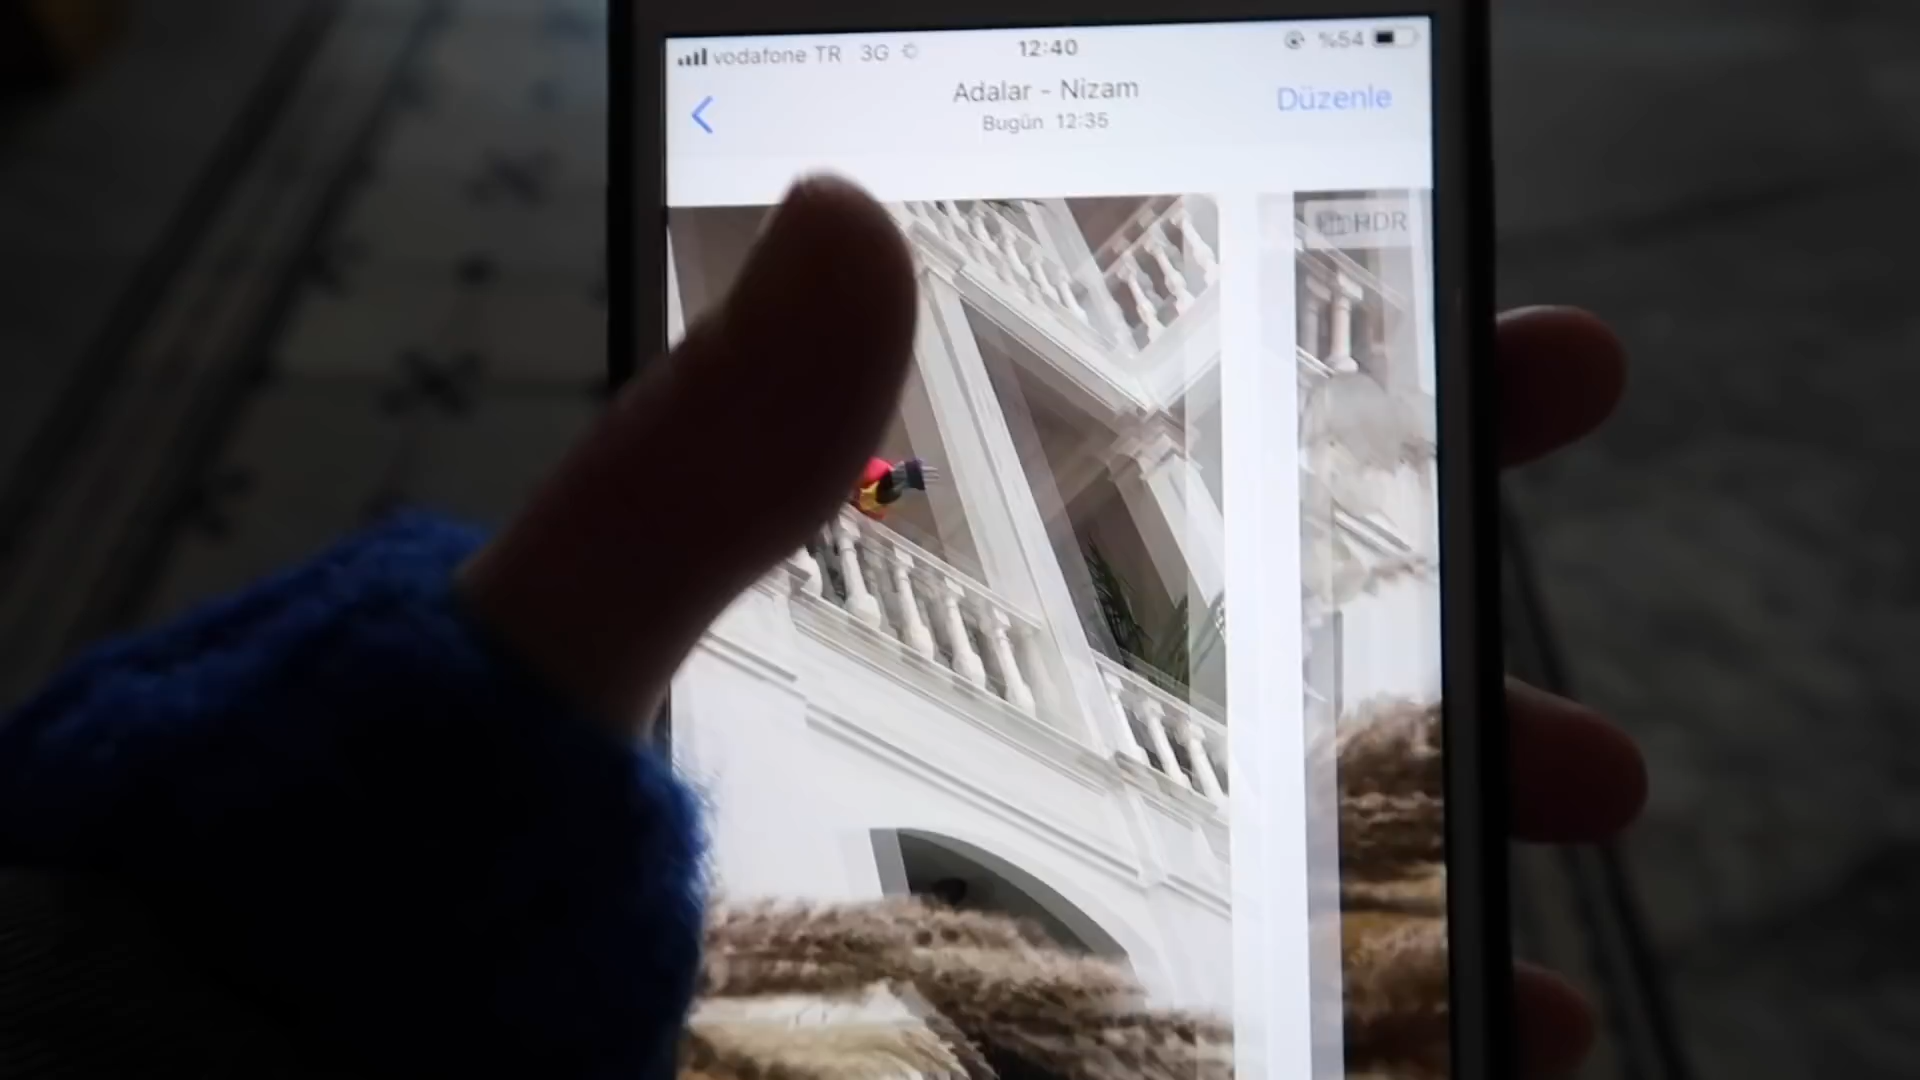 vodafone TR 3G 12:40 %54
Adalar - Nizam
Düzenle
Bugün 12:35
HDR